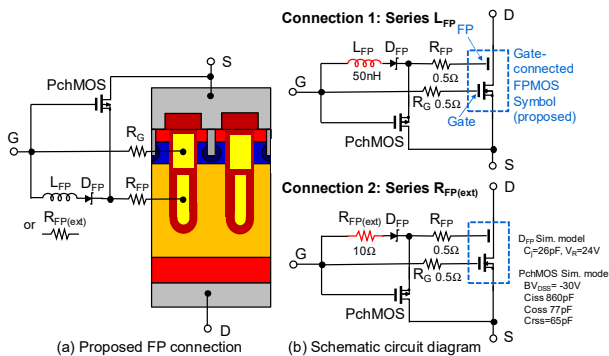 S
PchMOS
G
R_G
L_FP
D_FP
R_FP
or
R_FP(ext)
D
(a) Proposed FP connection
Connection 1: Series L_FP
D
FP
L_FP
D_FP
R_FP
50nH
0.5Ω
Gate-
connected
FPMOS
Symbol
(proposed)
G
R_G
0.5Ω
Gate
PchMOS
S
Connection 2: Series R_FP(ext)
D
R_FP(ext)
D_FP
R_FP
10Ω
0.5Ω
G
R_G
0.5Ω
PchMOS
S
D_FP Sim. model
C_j=26pF, V_R=24V
PchMOS Sim. mode
BV_DSS= -30V
Ciss 860pF
Coss 77pF
Crss=65pF
(b) Schematic circuit diagram